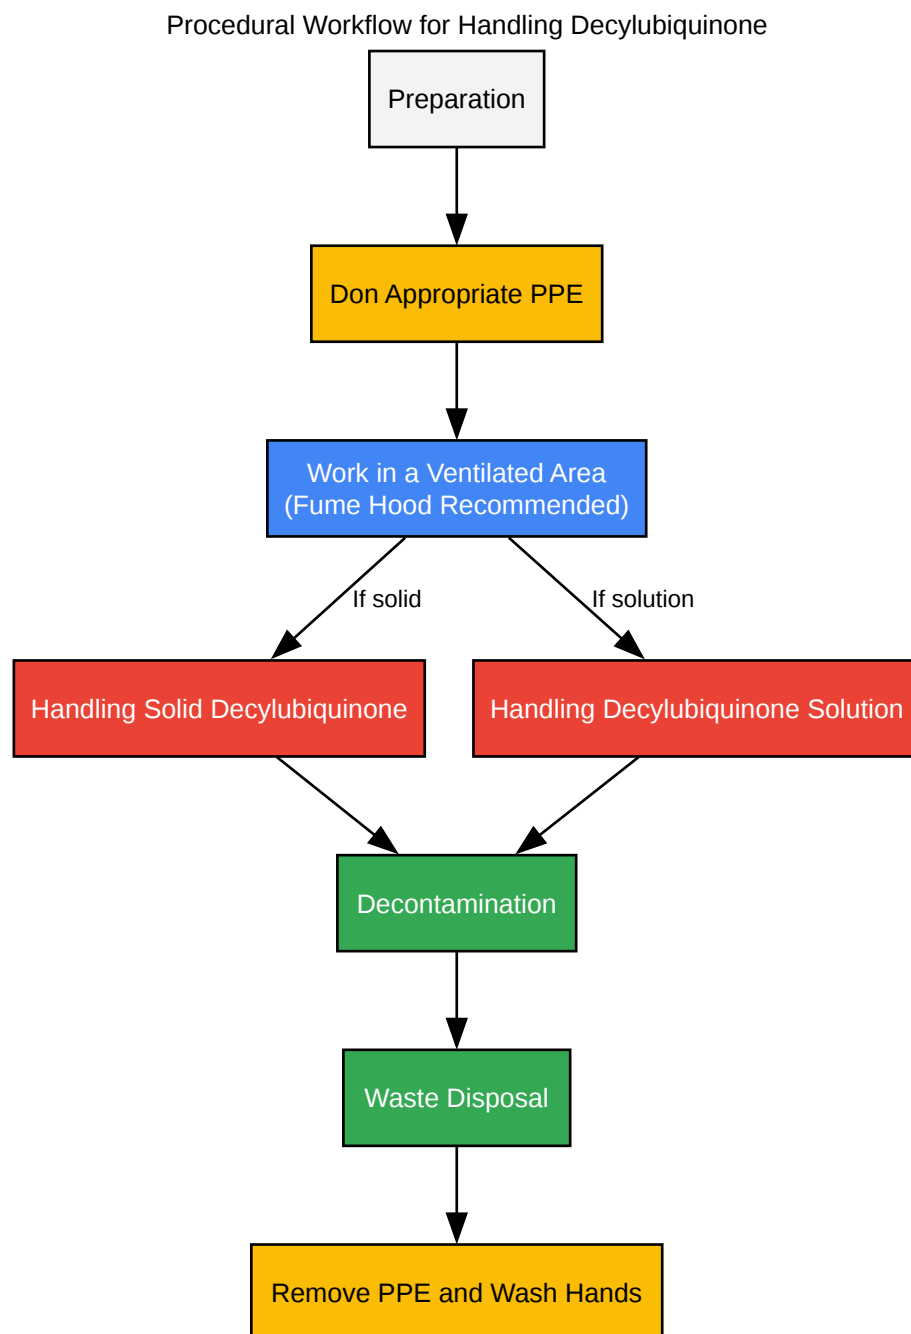 Procedural Workflow for Handling Decylubiquinone
Preparation
Don Appropriate PPE
Work in a Ventilated Area
(Fume Hood Recommended)
If solid
If solution
Handling Solid Decylubiquinone
Handling Decylubiquinone Solution
Decontamination
Waste Disposal
Remove PPE and Wash Hands